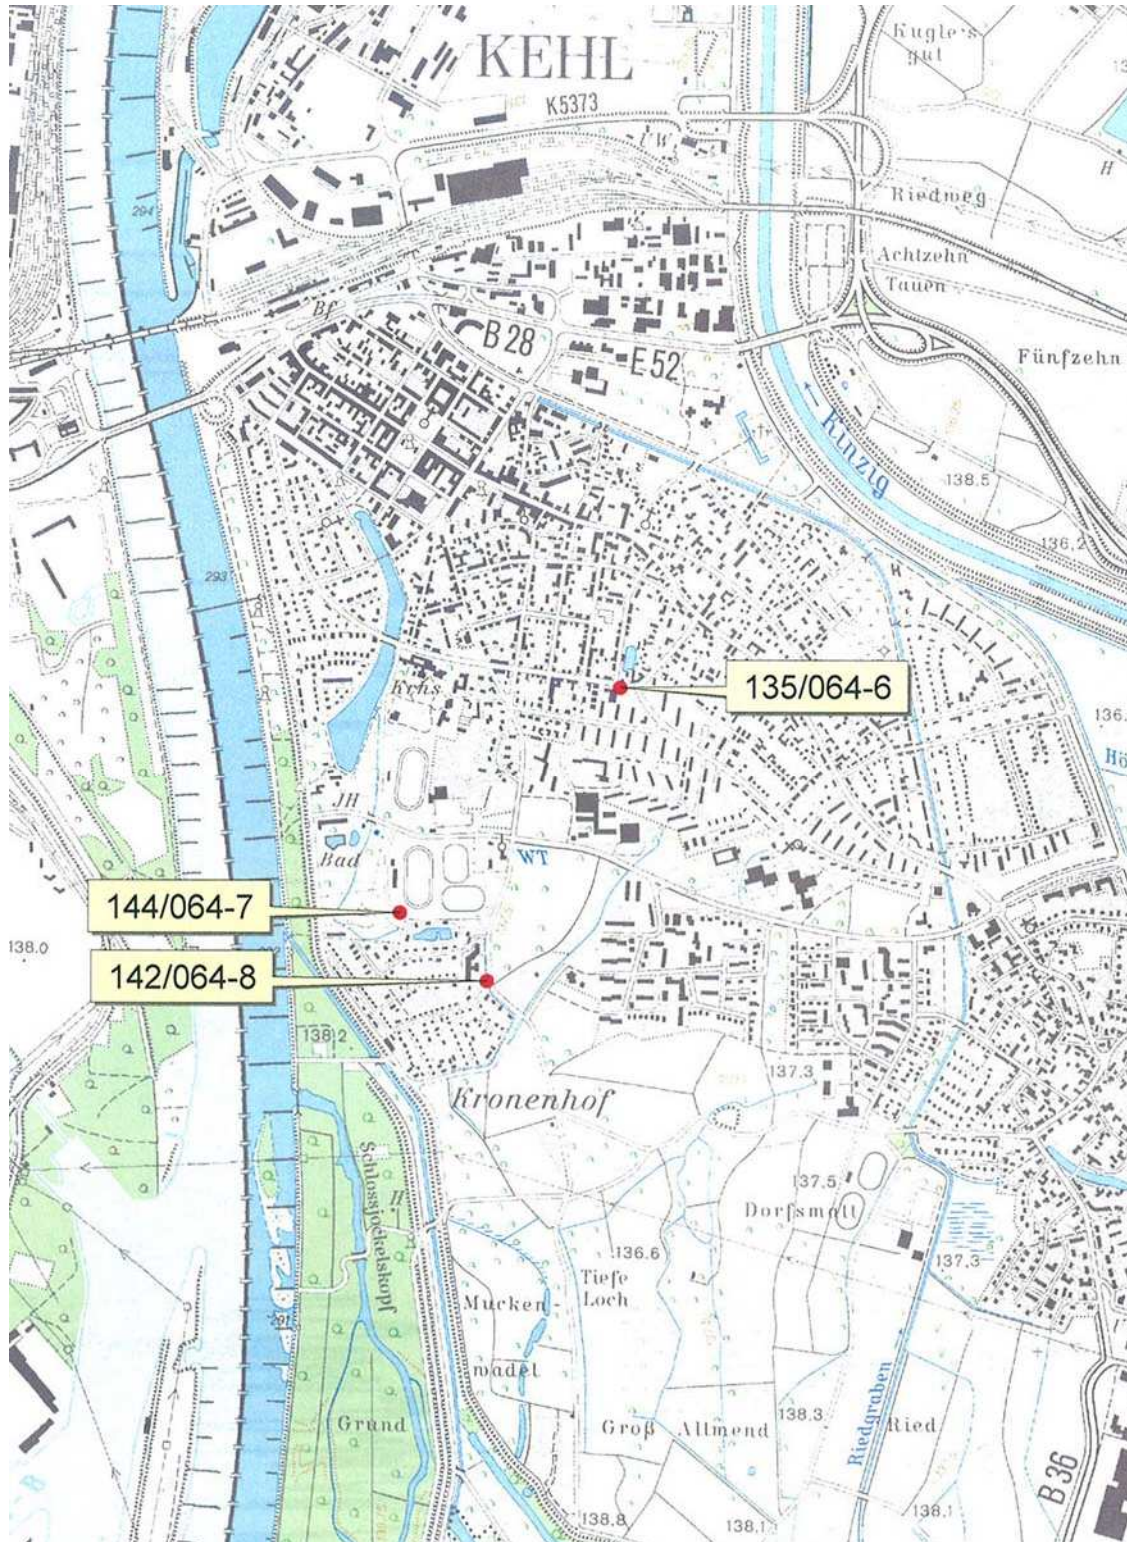 Kugler's
gut
KEHL
K5373
W
H
Riedweg
294
Achtzehn
Tauen
Bf
B 28
E 52
Fünfzehn
Kinzig
138.5
136.2
293
Krhs
135/064-6
136.
Hö
JH
Bad
WT
144/064-7
138.0
142/064-8
138.2
137.3
Kronenhof
Schlossjockelskopf
H
137.5
Dorfsmatt
136.6
137.3
Tiefe
Loch
Mucken-
291
wadel
Riedgraben
138.3
Grund
Groß Allmend
Ried
B 36
138.8
138.1
138.1